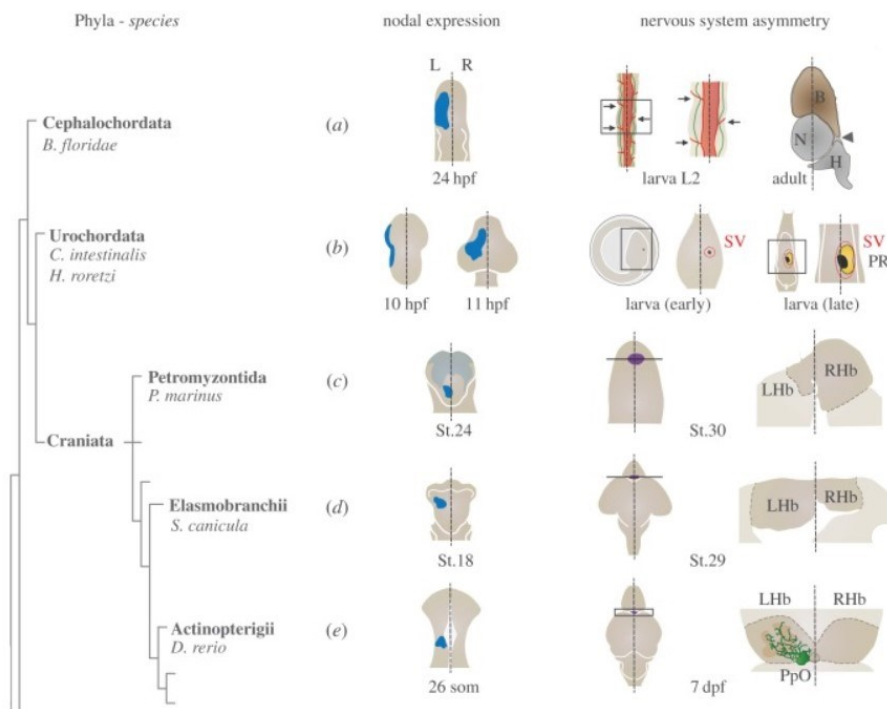 Phyla - species nodal expression nervous system asymmetry
L R
Cephalochordata
B. floridae
(a)
B
N
H
24 hpf larva L2 adult
Urochordata
C. intestinalis
H. roretzi
(b)
SV SV
PR
10 hpf 11 hpf larva (early) larva (late)
Petromyzontida
P. marinus
(c)
LHb RHb
St.24 St.30
Craniata
Elasmobranchii
S. canicula
(d)
LHb RHb
St.18 St.29
Actinopterigii
D. rerio
(e)
LHb RHb
PpO
26 som 7 dpf